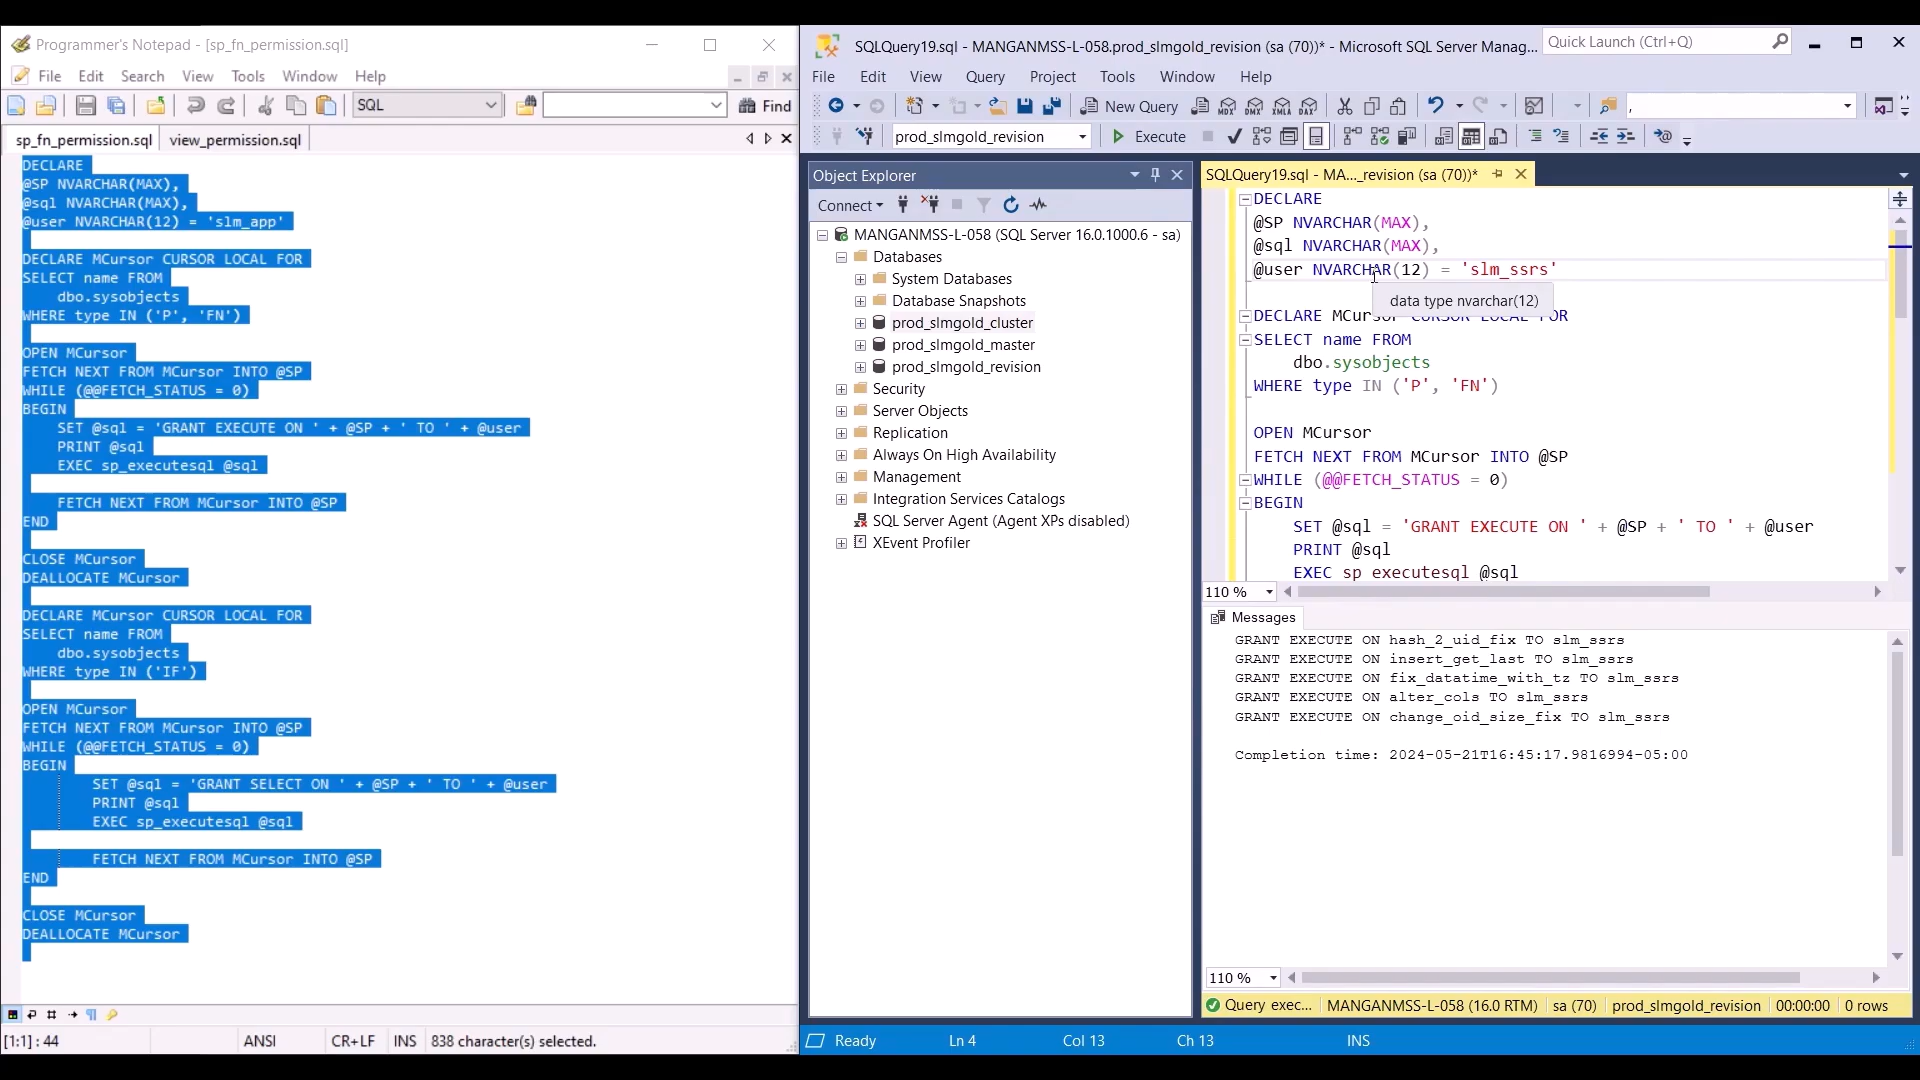 Programmer's Notepad - [sp_fn_permission.sql]
File Edit Search View Tools Window Help
SQL
Find
sp_fn_permission.sql view_permission.sql
DECLARE
@SP NVARCHAR(MAX),
@sql NVARCHAR(MAX),
@user NVARCHAR(12) = 'slm_app'
DECLARE MCursor CURSOR LOCAL FOR
SELECT name FROM
dbo.sysobjects
WHERE type IN ('P', 'FN')
OPEN MCursor
FETCH NEXT FROM MCursor INTO @SP
WHILE (@@FETCH_STATUS = 0)
BEGIN
SET @sql = 'GRANT EXECUTE ON ' + @SP + ' TO ' + @user
PRINT @sql
EXEC sp_executesql @sql
FETCH NEXT FROM MCursor INTO @SP
END
CLOSE MCursor
DEALLOCATE MCursor
DECLARE MCursor CURSOR LOCAL FOR
SELECT name FROM
dbo.sysobjects
WHERE type IN ('IF')
OPEN MCursor
FETCH NEXT FROM MCursor INTO @SP
WHILE (@@FETCH_STATUS = 0)
BEGIN
SET @sql = 'GRANT SELECT ON ' + @SP + ' TO ' + @user
PRINT @sql
EXEC sp_executesql @sql
FETCH NEXT FROM MCursor INTO @SP
END
CLOSE MCursor
DEALLOCATE MCursor
[1:1] : 44 ANSI CR+LF INS 838 character(s) selected.
SQLQuery19.sql - MANGANMSS-L-058.prod_slmgold_revision (sa (70))* - Microsoft SQL Server Manag...
Quick Launch (Ctrl+Q)
File Edit View Query Project Tools Window Help
New Query
MDX DMX XMLA DAX
,
prod_slmgold_revision
Execute
Object Explorer
Connect
MANGANMSS-L-058 (SQL Server 16.0.1000.6 - sa)
Databases
System Databases
Database Snapshots
prod_slmgold_cluster
prod_slmgold_master
prod_slmgold_revision
Security
Server Objects
Replication
Always On High Availability
Management
Integration Services Catalogs
SQL Server Agent (Agent XPs disabled)
XEvent Profiler
SQLQuery19.sql - MA..._revision (sa (70))*
DECLARE
@SP NVARCHAR(MAX),
@sql NVARCHAR(MAX),
@user NVARCHAR(12) = 'slm_ssrs'
data type nvarchar(12)
DECLARE MCursor CURSOR LOCAL FOR
SELECT name FROM
dbo.sysobjects
WHERE type IN ('P', 'FN')
OPEN MCursor
FETCH NEXT FROM MCursor INTO @SP
WHILE (@@FETCH_STATUS = 0)
BEGIN
SET @sql = 'GRANT EXECUTE ON ' + @SP + ' TO ' + @user
PRINT @sql
EXEC sp_executesql @sql
110 %
Messages
GRANT EXECUTE ON hash_2_uid_fix TO slm_ssrs
GRANT EXECUTE ON insert_get_last TO slm_ssrs
GRANT EXECUTE ON fix_datatime_with_tz TO slm_ssrs
GRANT EXECUTE ON alter_cols TO slm_ssrs
GRANT EXECUTE ON change_oid_size_fix TO slm_ssrs
Completion time: 2024-05-21T16:45:17.9816994-05:00
110 %
Query exec... MANGANMSS-L-058 (16.0 RTM) sa (70) prod_slmgold_revision 00:00:00 0 rows
Ready Ln 4 Col 13 Ch 13 INS